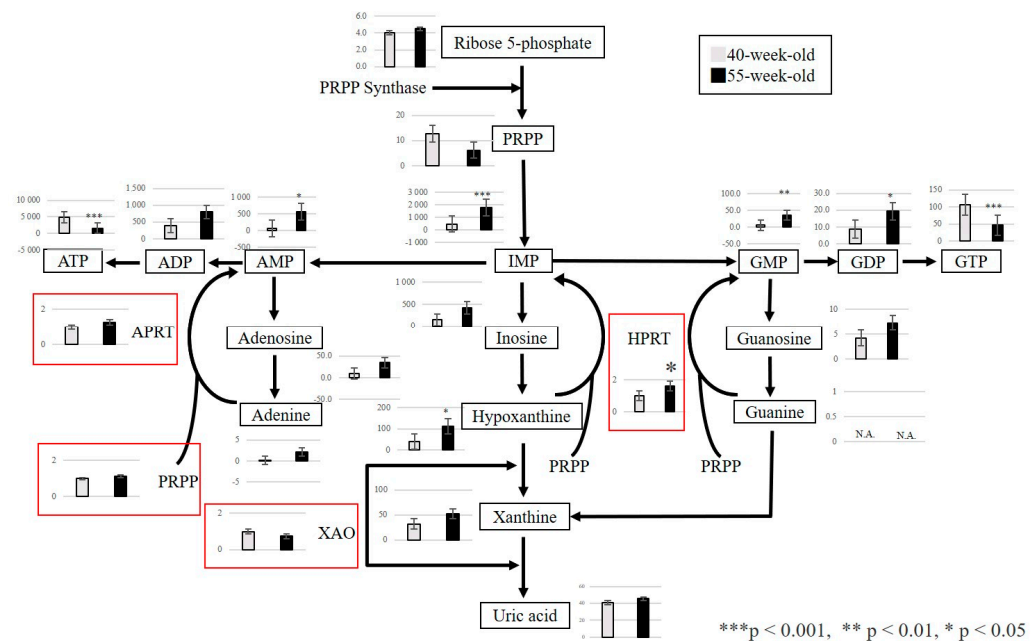 6.0
4.0
2.0
0.0
Ribose 5-phosphate
40-week-old
55-week-old
PRPP Synthase
20
10
0
PRPP
10 000
5 000
0
-5 000
***
1 500
1 000
500
0
1 000
500
0
-500
*
3 000
2 000
1 000
0
-1 000
***
100.0
50.0
0.0
-50.0
**
30.0
20.0
10.0
0.0
*
150
100
50
0
***
ATP
ADP
AMP
IMP
GMP
GDP
GTP
2
0
APRT
Adenosine
1 000
500
0
Inosine
HPRT
2
0
*
Guanosine
10
5
0
50.0
0.0
-50.0
Adenine
200
100
0
*
Hypoxanthine
Guanine
1
0.5
0
N.A.
N.A.
5
0
-5
2
0
PRPP
PRPP
PRPP
2
0
XAO
100
50
0
Xanthine
Uric acid
60
40
20
0
***p < 0.001, ** p < 0.01, * p < 0.05